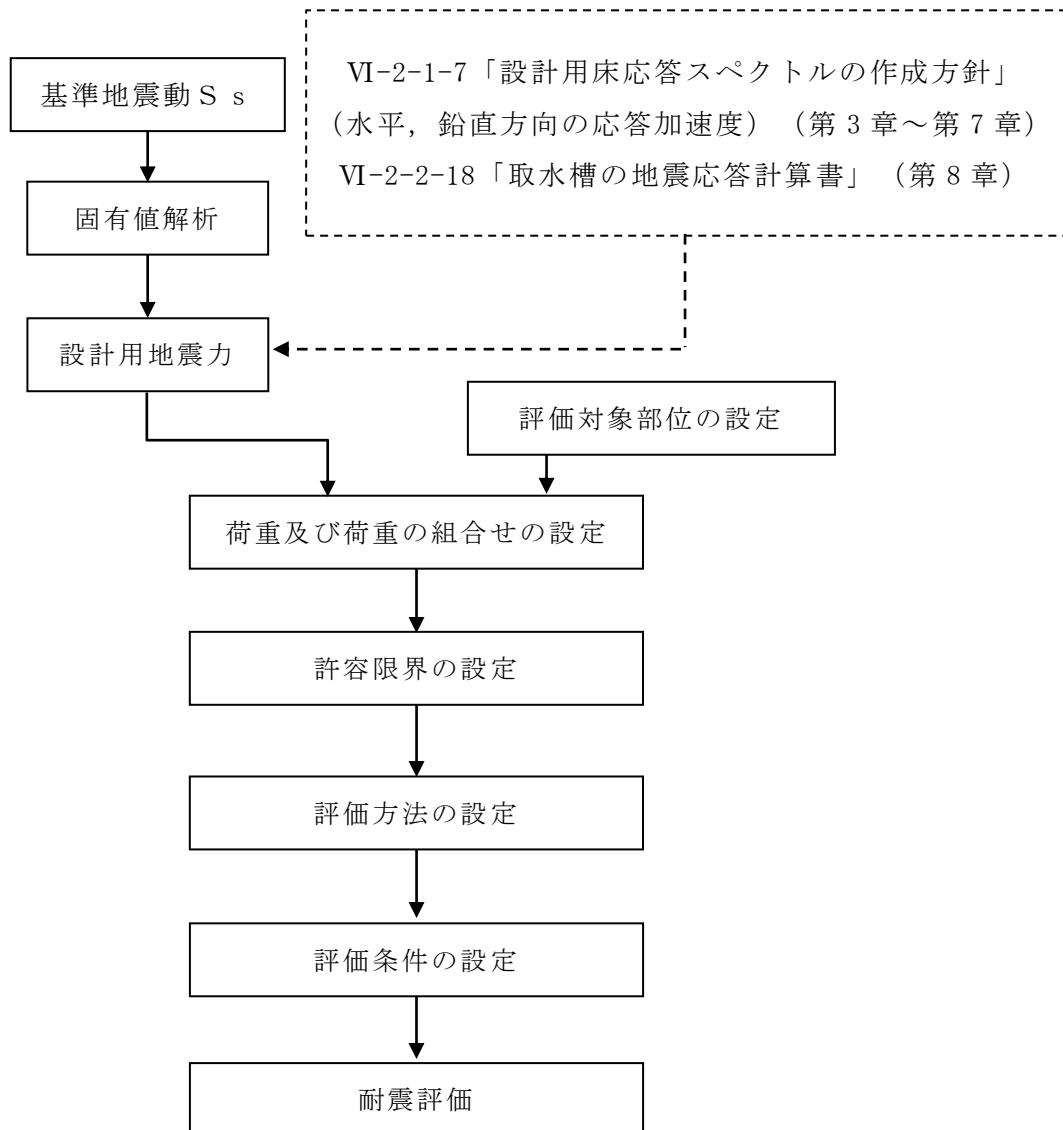 基準地震動Ｓｓ
Ⅵ-2-1-7「設計用床応答スペクトルの作成方針」
（水平，鉛直方向の応答加速度）（第3章～第7章）
Ⅵ-2-2-18「取水槽の地震応答計算書」（第8章）
固有値解析
設計用地震力
評価対象部位の設定
荷重及び荷重の組合せの設定
許容限界の設定
評価方法の設定
評価条件の設定
耐震評価